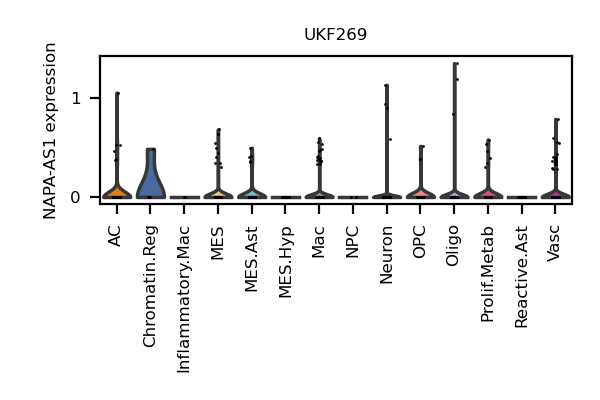 UKF269
NAPA-AS1 expression
1
0
AC
Chromatin.Reg
Inflammatory.Mac
MES
MES.Ast
MES.Hyp
Mac
NPC
Neuron
OPC
Oligo
Prolif.Metab
Reactive.Ast
Vasc